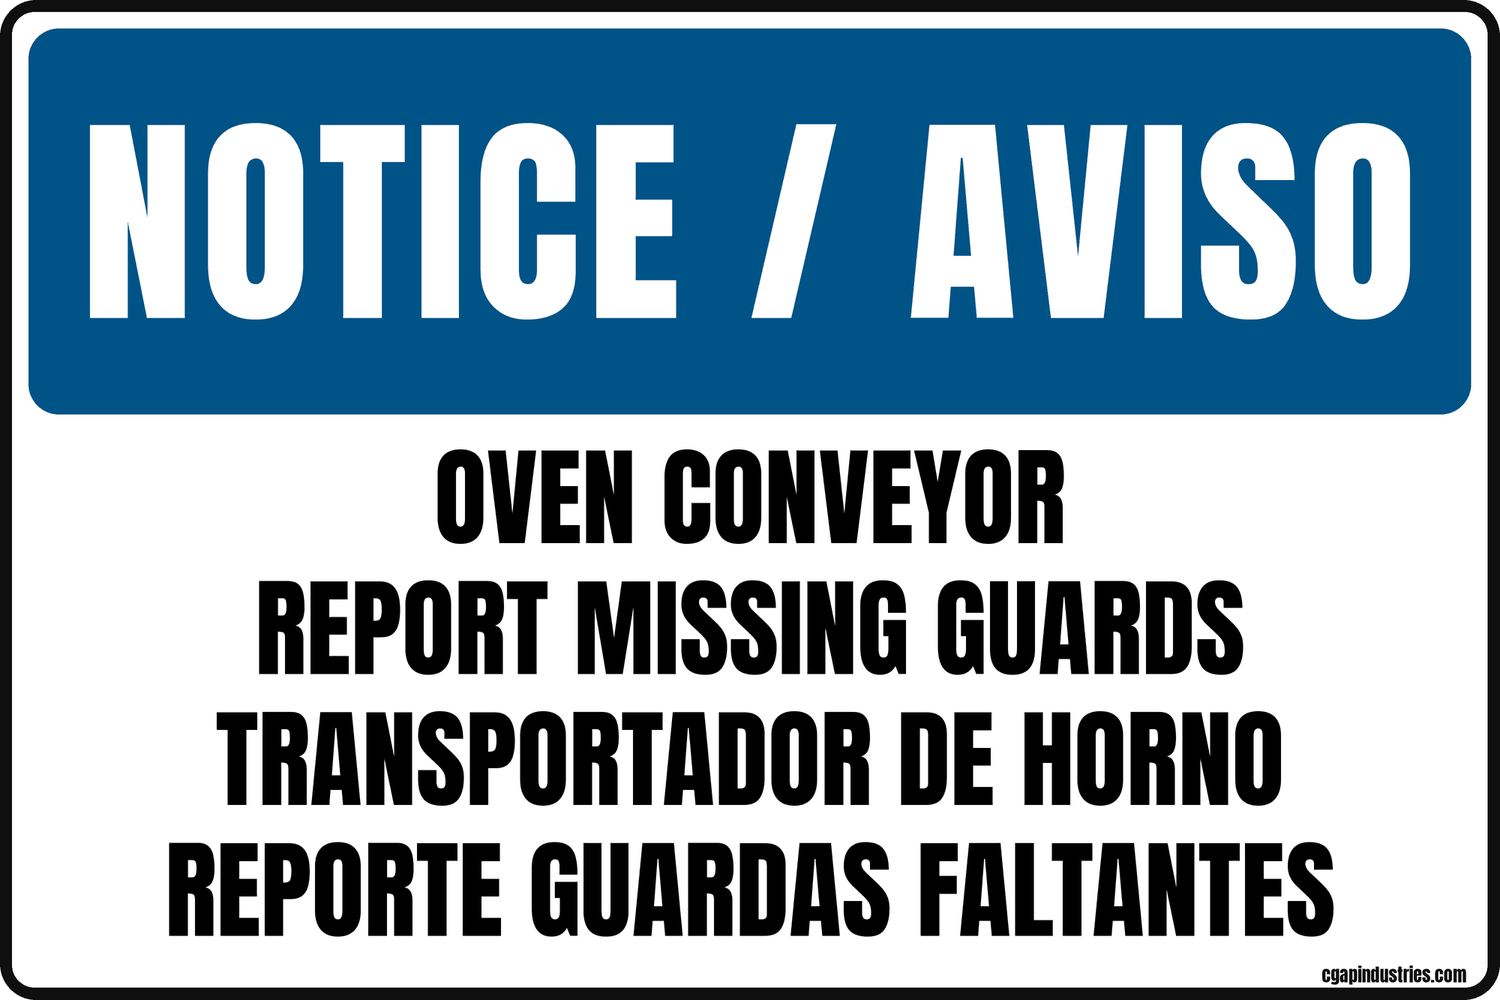 NOTICE / AVISO
OVEN CONVEYOR
REPORT MISSING GUARDS
TRANSPORTADOR DE HORNO
REPORTE GUARDAS FALTANTES
cgapindustries.com